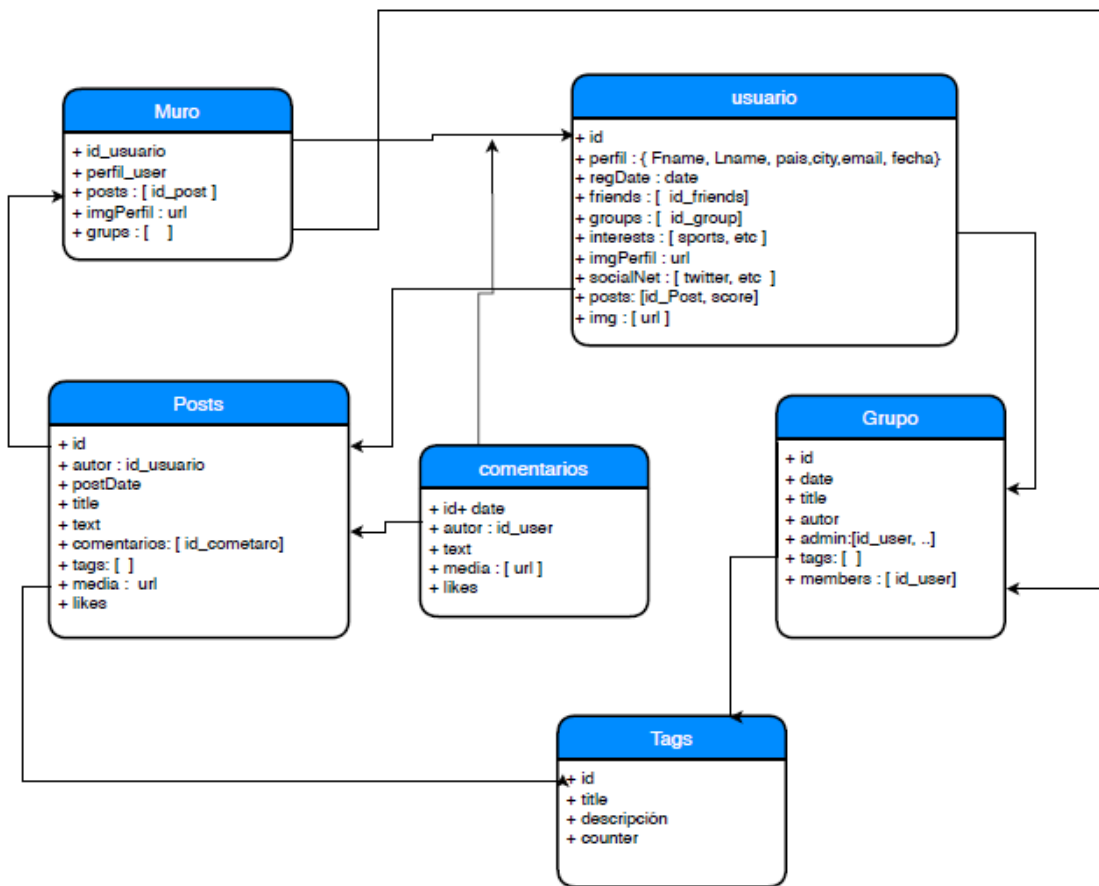 Muro
+ id_usuario
+ perfil_user
+ posts : [ id_post ]
+ imgPerfil : url
+ grups : [ ]
usuario
+ id
+ perfil : { Fname, Lname, pais,city,email, fecha}
+ regDate : date
+ friends : [ id_friends]
+ groups : [ id_group]
+ interests : [ sports, etc ]
+ imgPerfil : url
+ socialNet : [ twitter, etc ]
+ posts: [id_Post, score]
+ img : [ url ]
Posts
+ id
+ autor : id_usuario
+ postDate
+ title
+ text
+ comentarios: [ id_cometaro]
+ tags: [ ]
+ media : url
+ likes
comentarios
+ id+ date
+ autor : id_user
+ text
+ media : [ url ]
+ likes
Grupo
+ id
+ date
+ title
+ autor
+ admin:[id_user, ..]
+ tags: [ ]
+ members : [ id_user]
Tags
+ id
+ title
+ descripción
+ counter